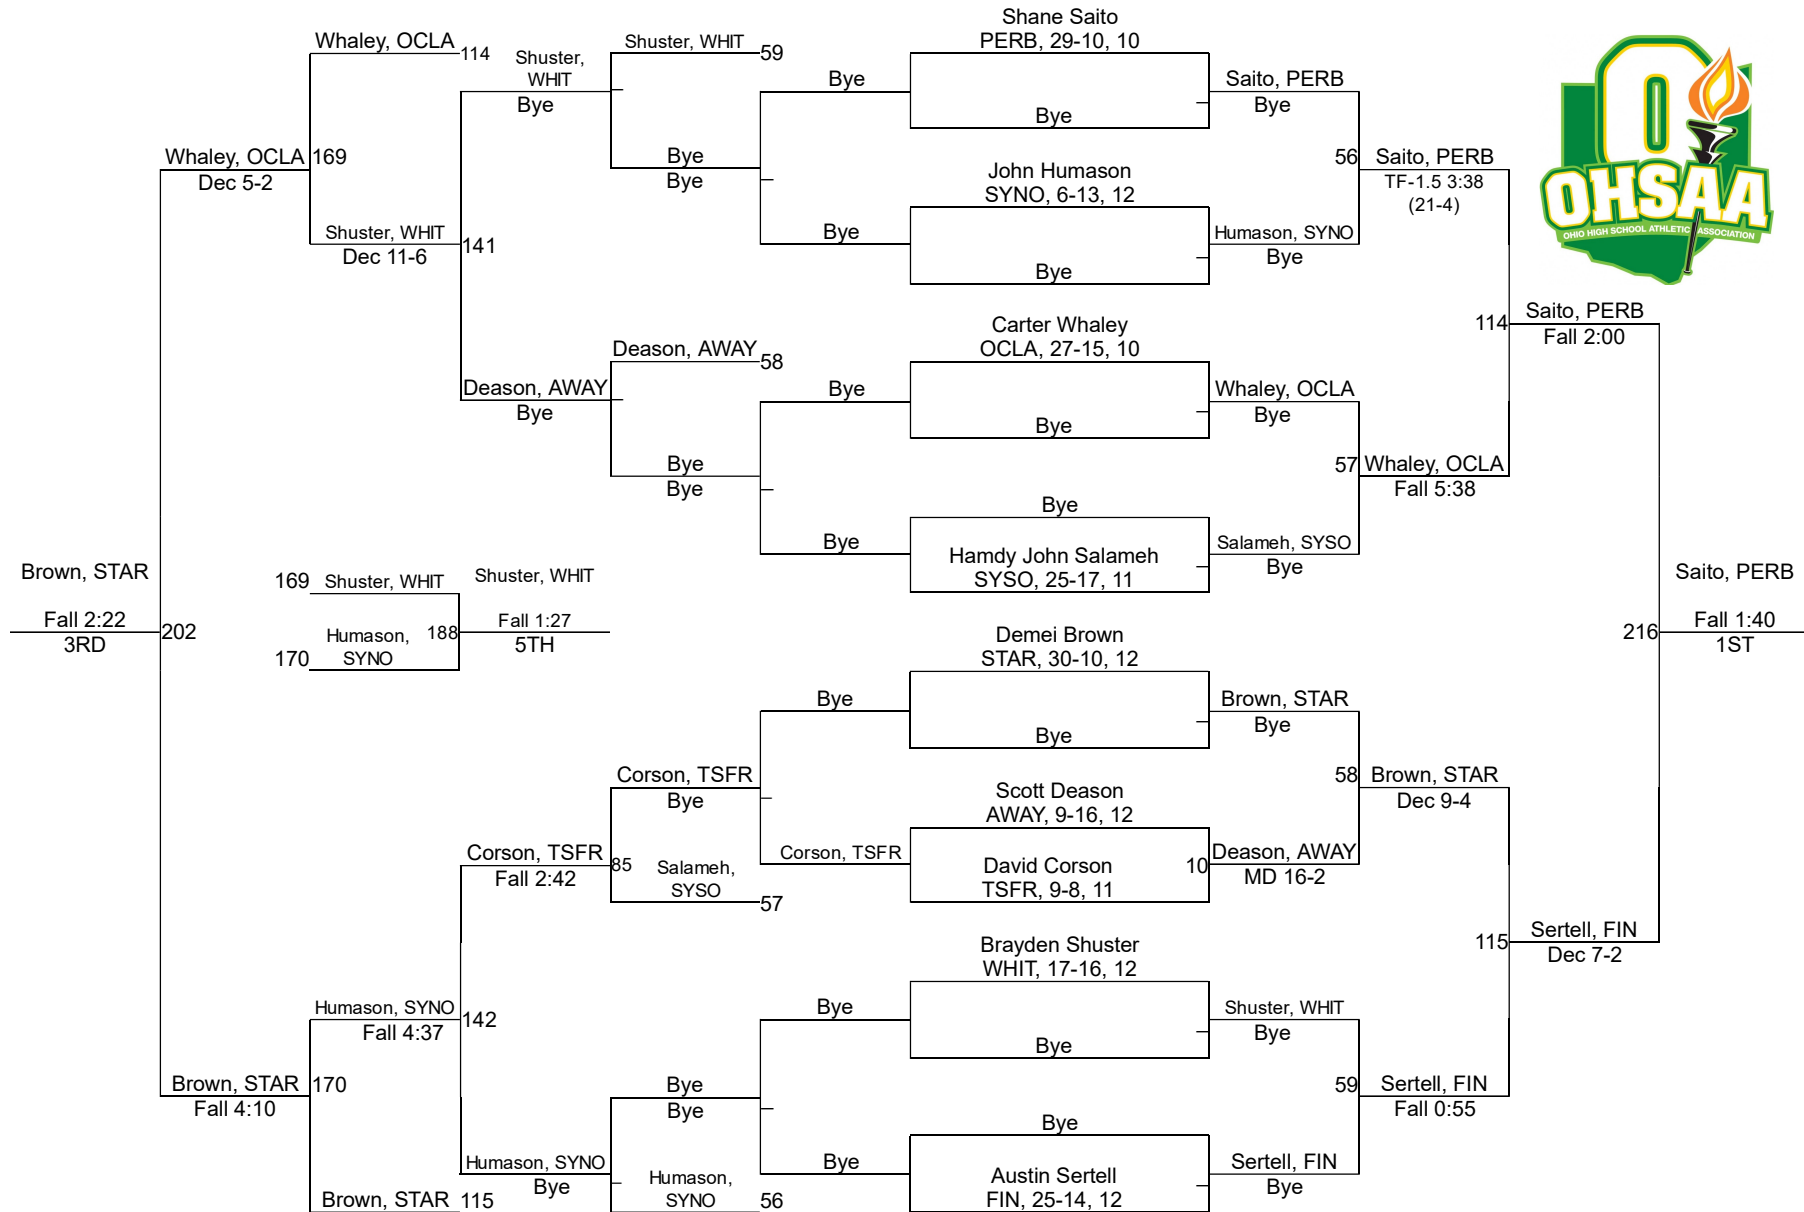 Whaley, OCLA
114
169
Whaley, OCLA
Dec 5-2
Shuster, WHIT
Dec 11-6
141
Shuster,
WHIT
Bye
Shuster, WHIT
59
Bye
Bye
Deason, AWAY
Bye
Deason, AWAY
58
Bye
Bye
Bye
Bye
Bye
Bye
Shane Saito
PERB, 29-10, 10
Bye
John Humason
SYNO, 6-13, 12
Bye
Carter Whaley
OCLA, 27-15, 10
Bye
Bye
Hamdy John Salameh
SYSO, 25-17, 11
Saito, PERB
Bye
56
Humason, SYNO
Bye
Saito, PERB
TF-1.5 3:38
(21-4)
Whaley, OCLA
Bye
57
Salameh, SYSO
Bye
Whaley, OCLA
Fall 5:38
114
Saito, PERB
Fall 2:00
O
OHSAA
OHIO HIGH SCHOOL ATHLETIC ASSOCIATION
Brown, STAR
Fall 2:22
3RD
202
169
Shuster, WHIT
170
Humason,
SYNO
188
Shuster, WHIT
Fall 1:27
5TH
216
Saito, PERB
Fall 1:40
1ST
Demei Brown
STAR, 30-10, 12
Bye
Scott Deason
AWAY, 9-16, 12
David Corson
TSFR, 9-8, 11
10
Brayden Shuster
WHIT, 17-16, 12
Bye
Bye
Austin Sertell
FIN, 25-14, 12
Bye
Corson, TSFR
Bye
Corson, TSFR
Corson, TSFR
Fall 2:42
85
Salameh,
SYSO
57
Humason, SYNO
Fall 4:37
142
Brown, STAR
Fall 4:10
170
Brown, STAR
115
Humason, SYNO
Bye
Bye
Bye
Humason,
SYNO
56
Bye
Bye
Brown, STAR
Bye
58
Deason, AWAY
MD 16-2
Brown, STAR
Dec 9-4
Shuster, WHIT
Bye
59
Sertell, FIN
Bye
Sertell, FIN
Fall 0:55
115
Sertell, FIN
Dec 7-2